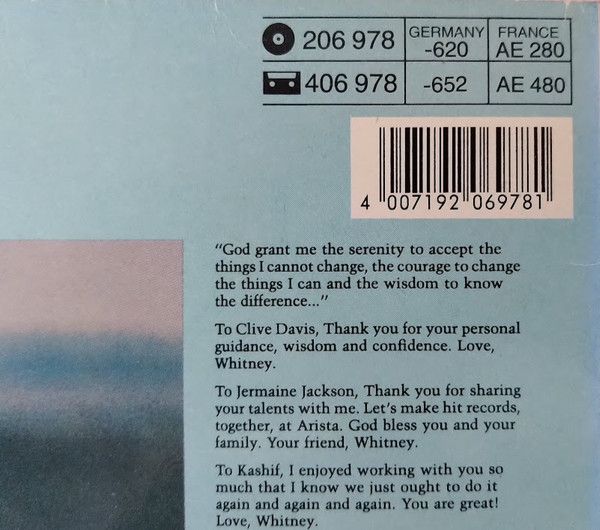 206 978 GERMANY -620 FRANCE AE 280
406 978 -652 AE 480
4 007192 069781
"God grant me the serenity to accept the
things I cannot change, the courage to change
the things I can and the wisdom to know
the difference..."
To Clive Davis, Thank you for your personal
guidance, wisdom and confidence. Love,
Whitney.
To Jermaine Jackson, Thank you for sharing
your talents with me. Let's make hit records,
together, at Arista. God bless you and your
family. Your friend, Whitney.
To Kashif, I enjoyed working with you so
much that I know we just ought to do it
again and again and again. You are great!
Love, Whitney.